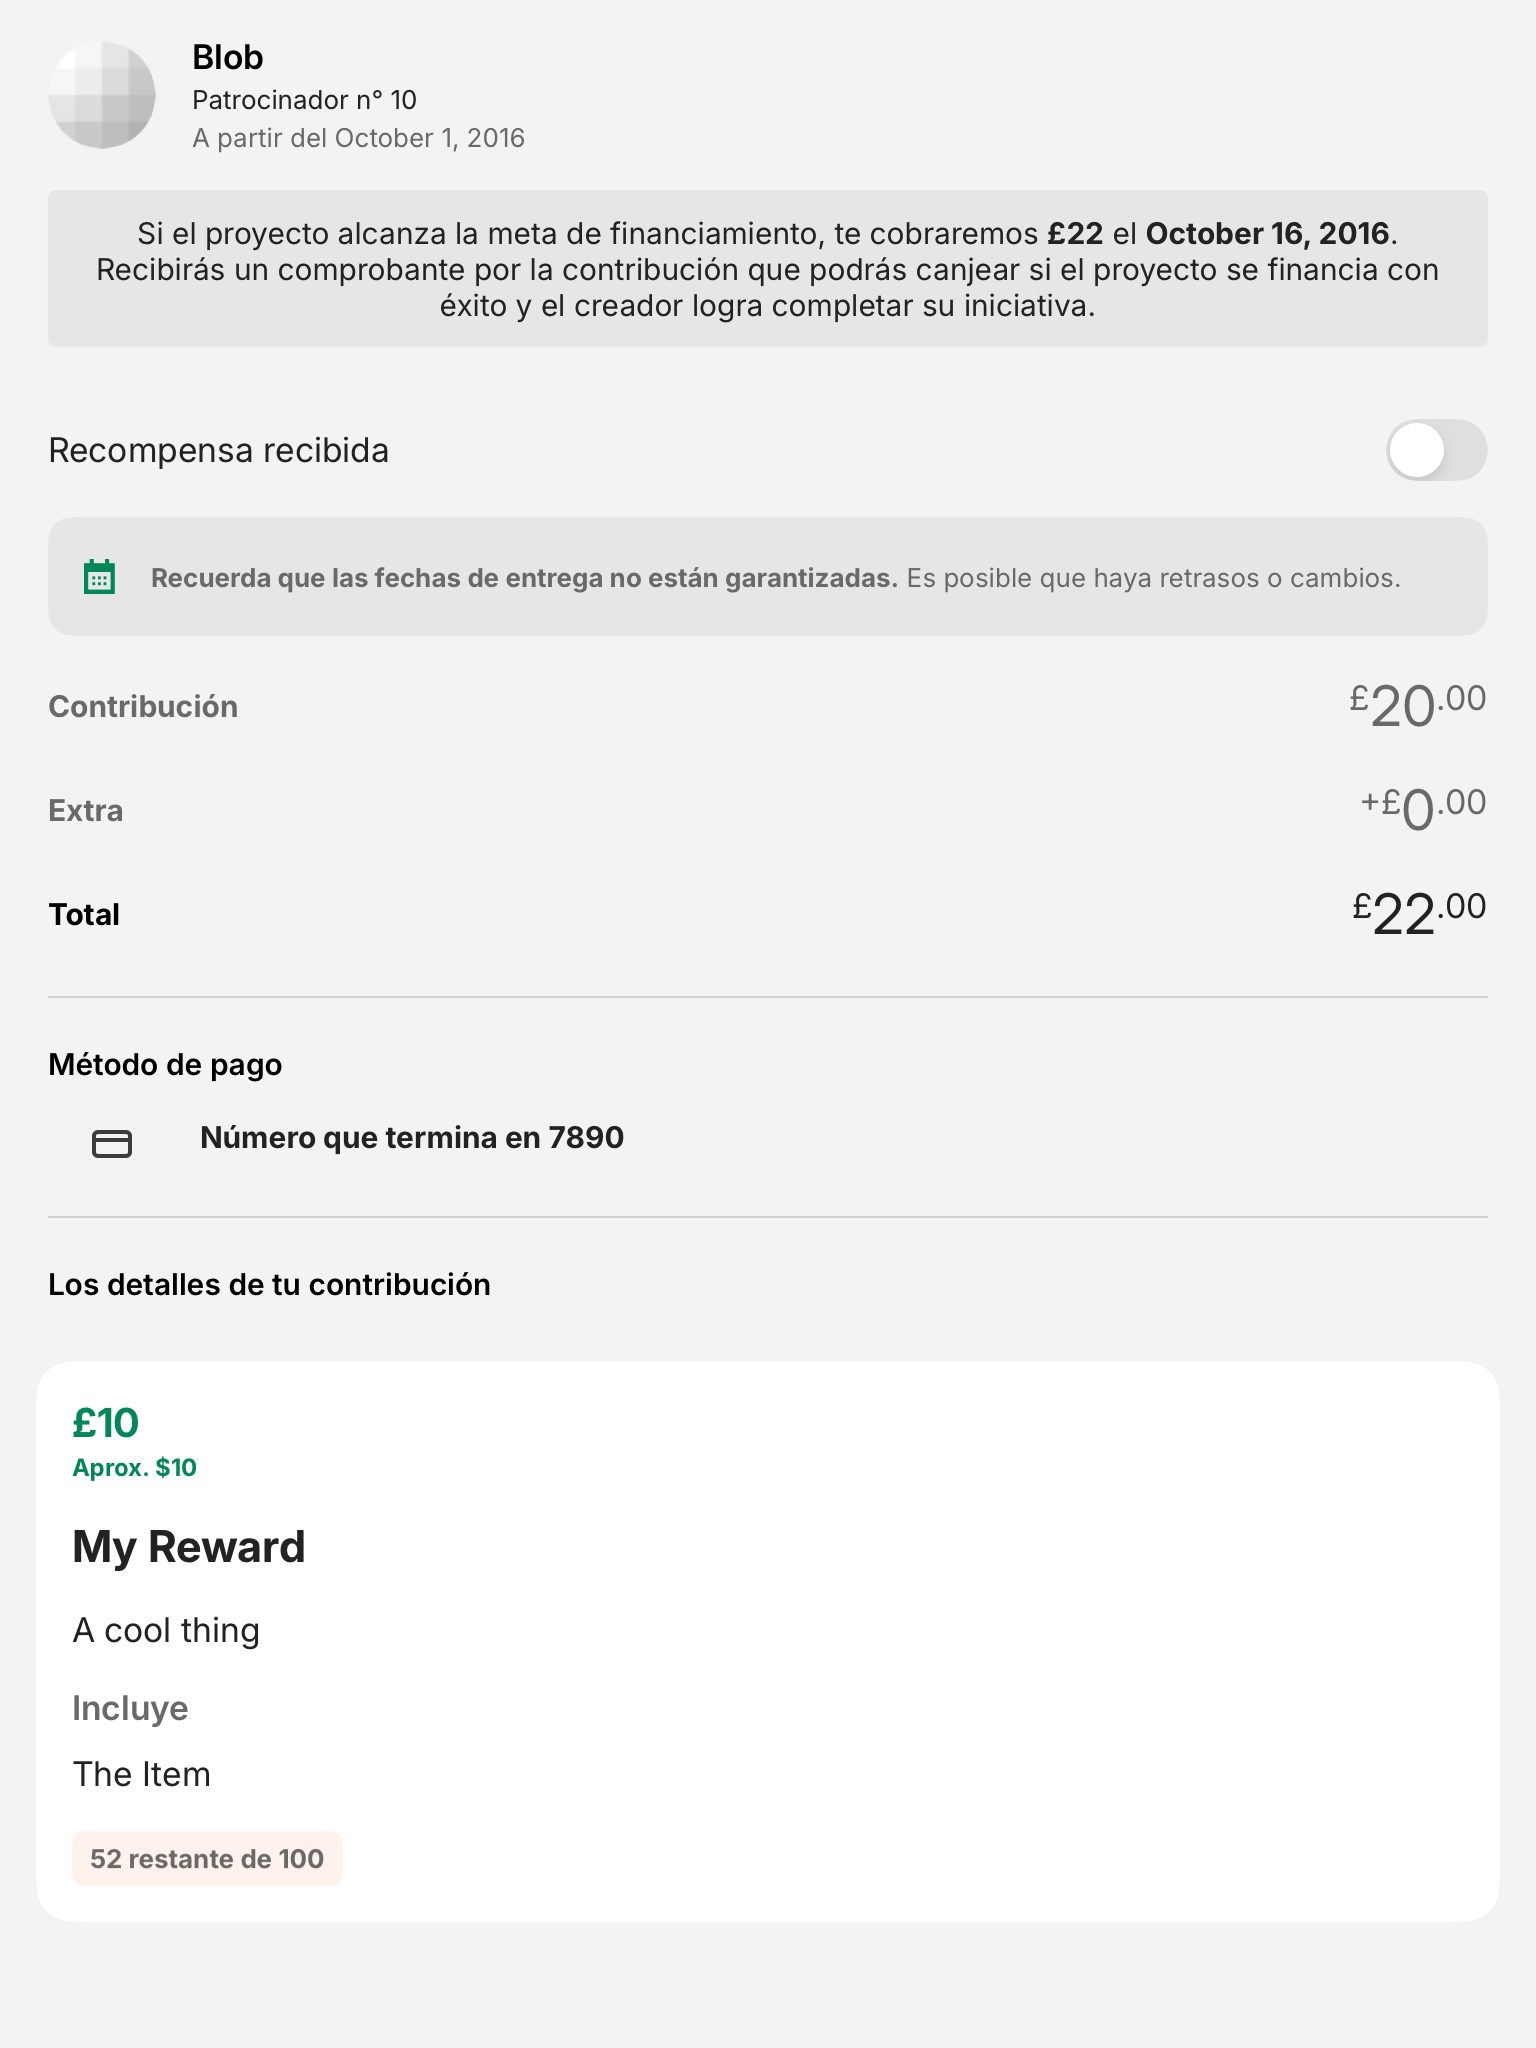 Blob
Patrocinador n° 10
A partir del October 1, 2016
Si el proyecto alcanza la meta de financiamiento, te cobraremos £22 el October 16, 2016.
Recibirás un comprobante por la contribución que podrás canjear si el proyecto se financia con
éxito y el creador logra completar su iniciativa.
Recompensa recibida
Recuerda que las fechas de entrega no están garantizadas. Es posible que haya retrasos o cambios.
Contribución £20.00
Extra +£0.00
Total £22.00
Método de pago
Número que termina en 7890
Los detalles de tu contribución
£10
Aprox. $10
My Reward
A cool thing
Incluye
The Item
52 restante de 100